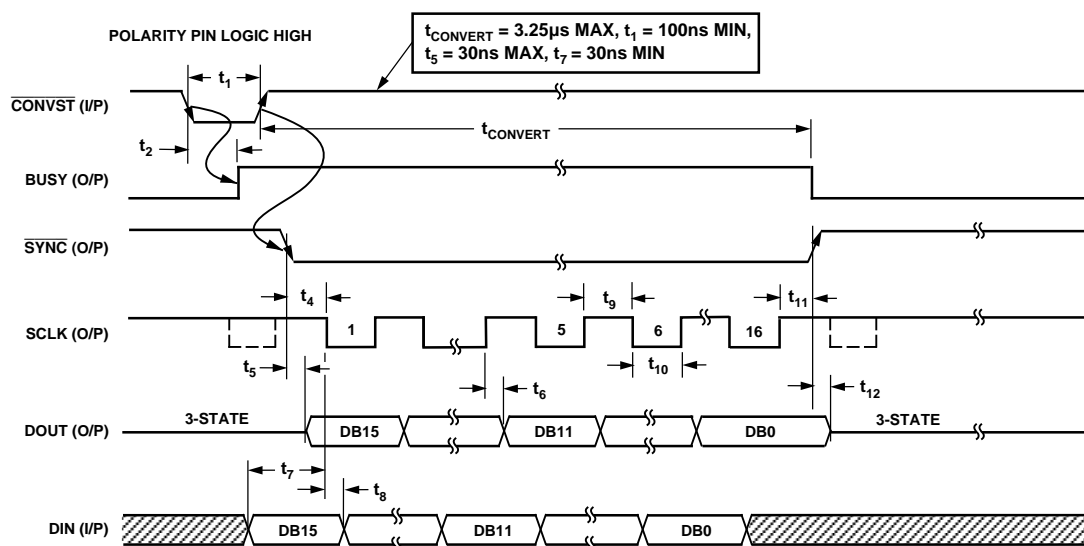 POLARITY PIN LOGIC HIGH
tCONVERT = 3.25µs MAX, t1 = 100ns MIN,
t5 = 30ns MAX, t7 = 30ns MIN
t1
CONVST (I/P)
tCONVERT
t2
BUSY (O/P)
SYNC (O/P)
t4
t9
t11
SCLK (O/P)
1
5
6
16
t5
t10
t6
t12
3-STATE
3-STATE
DOUT (O/P)
DB15
DB11
DB0
t7
t8
DIN (I/P)
DB15
DB11
DB0